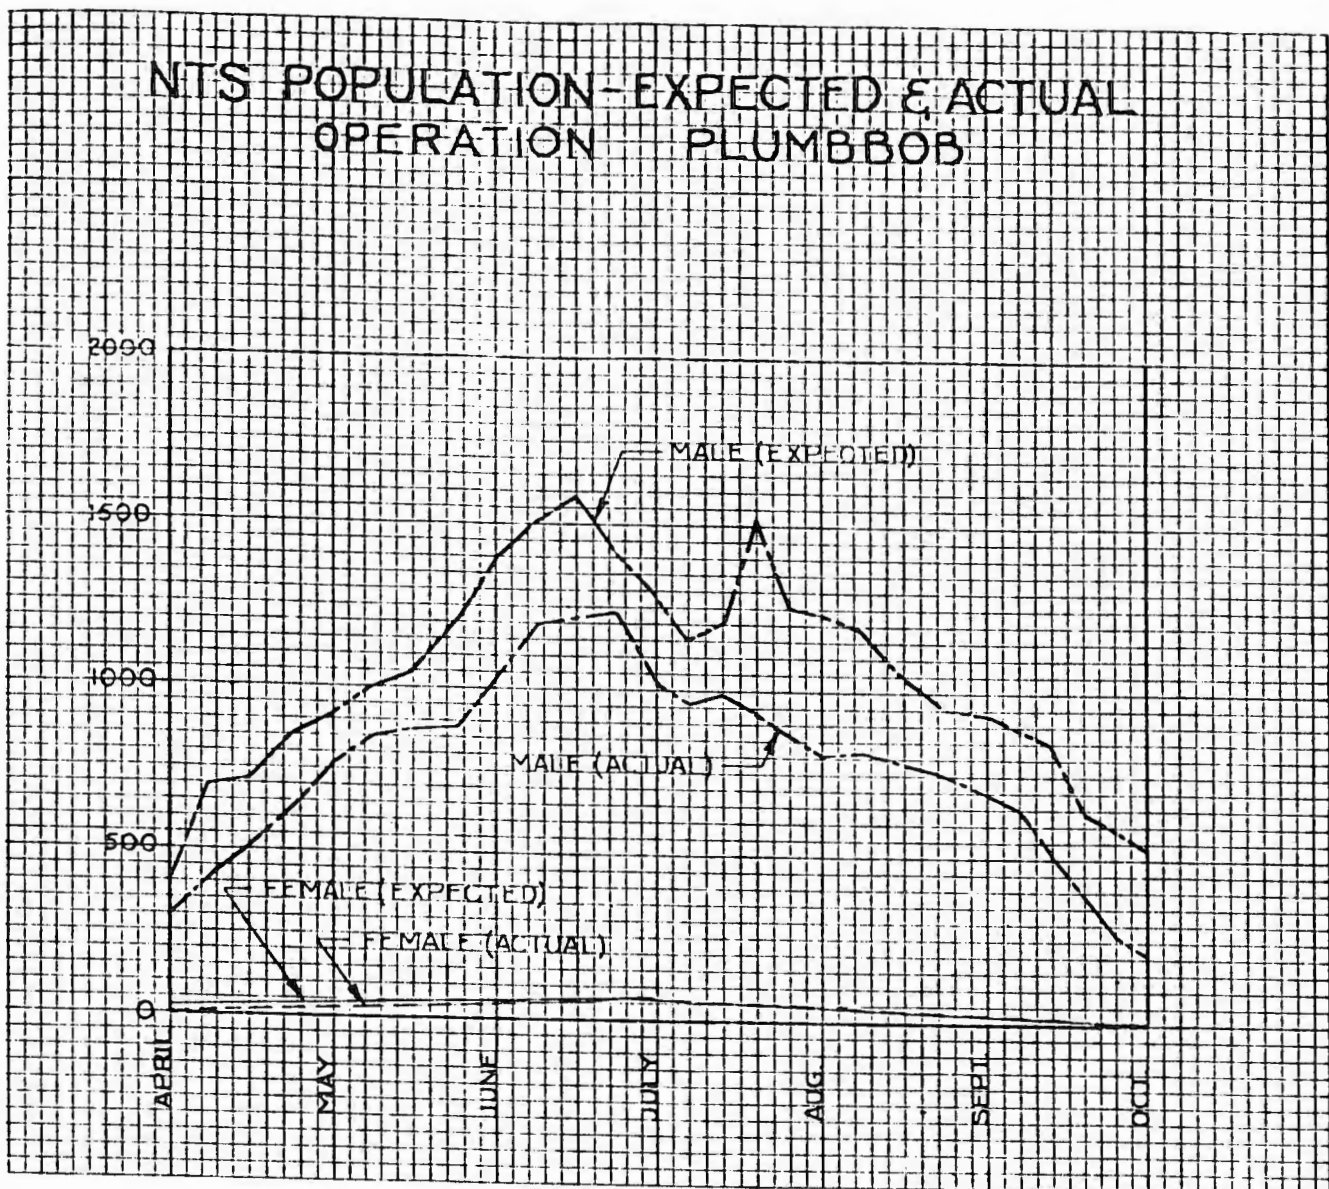 NTS POPULATION-EXPECTED & ACTUAL
OPERATION PLUMBBOB
2000
MALE (EXPECTED)
1500
1000
MALE (ACTUAL)
500
FEMALE (EXPECTED)
FEMALE (ACTUAL)
0
APRIL
MAY
JUNE
JULY
AUG.
SEPT.
OCT.